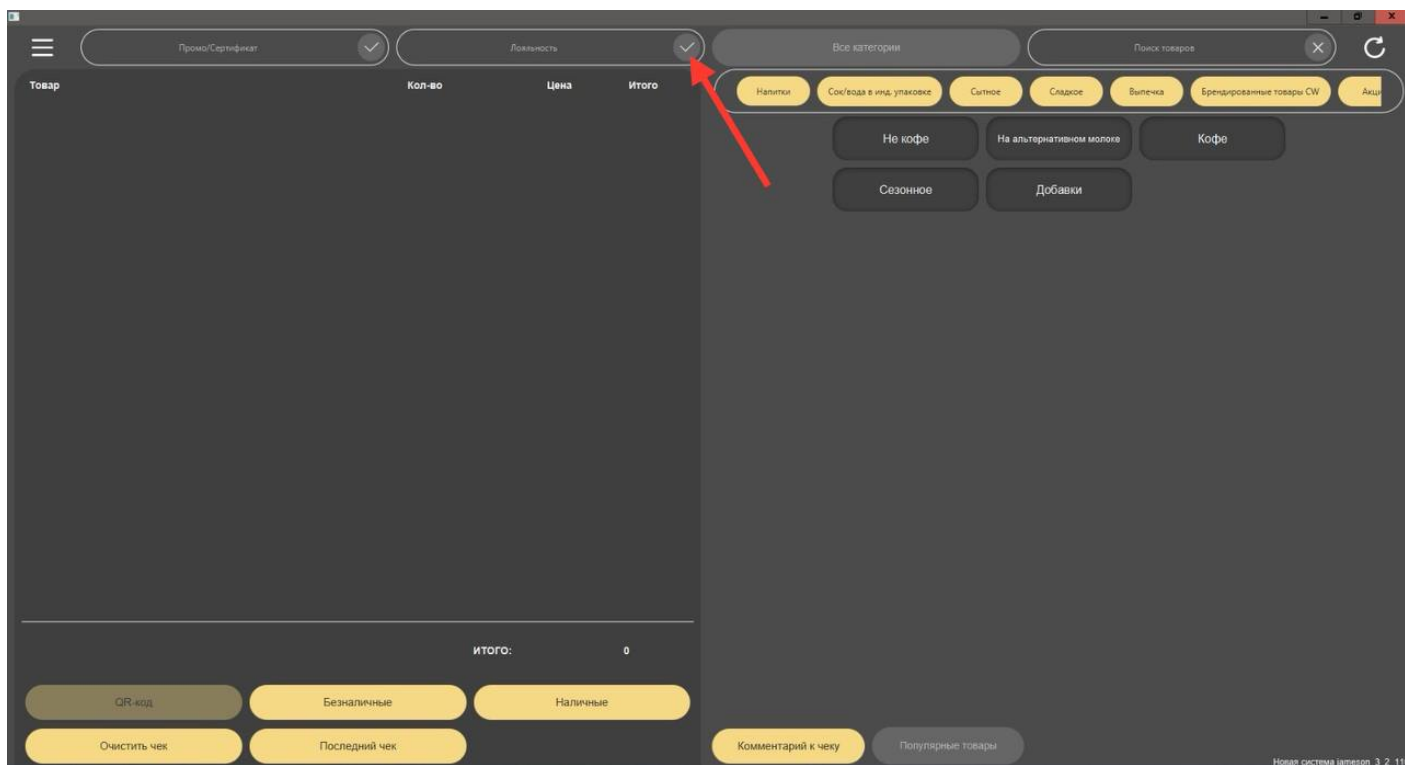 Промо/Сертификат
Лояльность
Все категории
Поиск товаров
Товар Кол-во Цена Итого
Напитки Сок/вода в инд. упаковке Сытное Сладкое Выпечка Брендированные товары CW Акци
Не кофе На альтернативном молоке Кофе
Сезонное Добавки
ИТОГО: 0
QR-код Безналичные Наличные
Очистить чек Последний чек
Комментарий к чеку Популярные товары
Новая система jameson_3_2_11